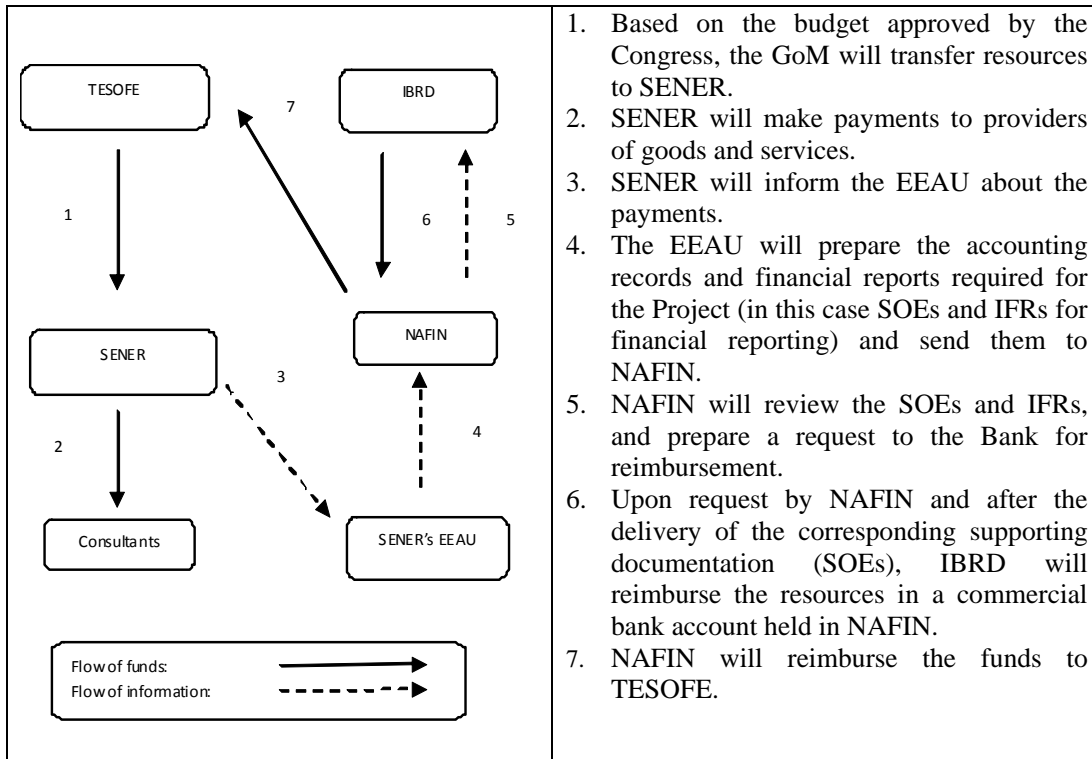 TESOFE
IBRD
7
1
6
5
SENER
NAFIN
3
2
4
Consultants
SENER's EEAU
Flow of funds:
Flow of information:
1. Based on the budget approved by the
Congress, the GoM will transfer resources
to SENER.
2. SENER will make payments to providers
of goods and services.
3. SENER will inform the EEAU about the
payments.
4. The EEAU will prepare the accounting
records and financial reports required for
the Project (in this case SOEs and IFRs for
financial reporting) and send them to
NAFIN.
5. NAFIN will review the SOEs and IFRs,
and prepare a request to the Bank for
reimbursement.
6. Upon request by NAFIN and after the
delivery of the corresponding supporting
documentation (SOEs), IBRD will
reimburse the resources in a commercial
bank account held in NAFIN.
7. NAFIN will reimburse the funds to
TESOFE.